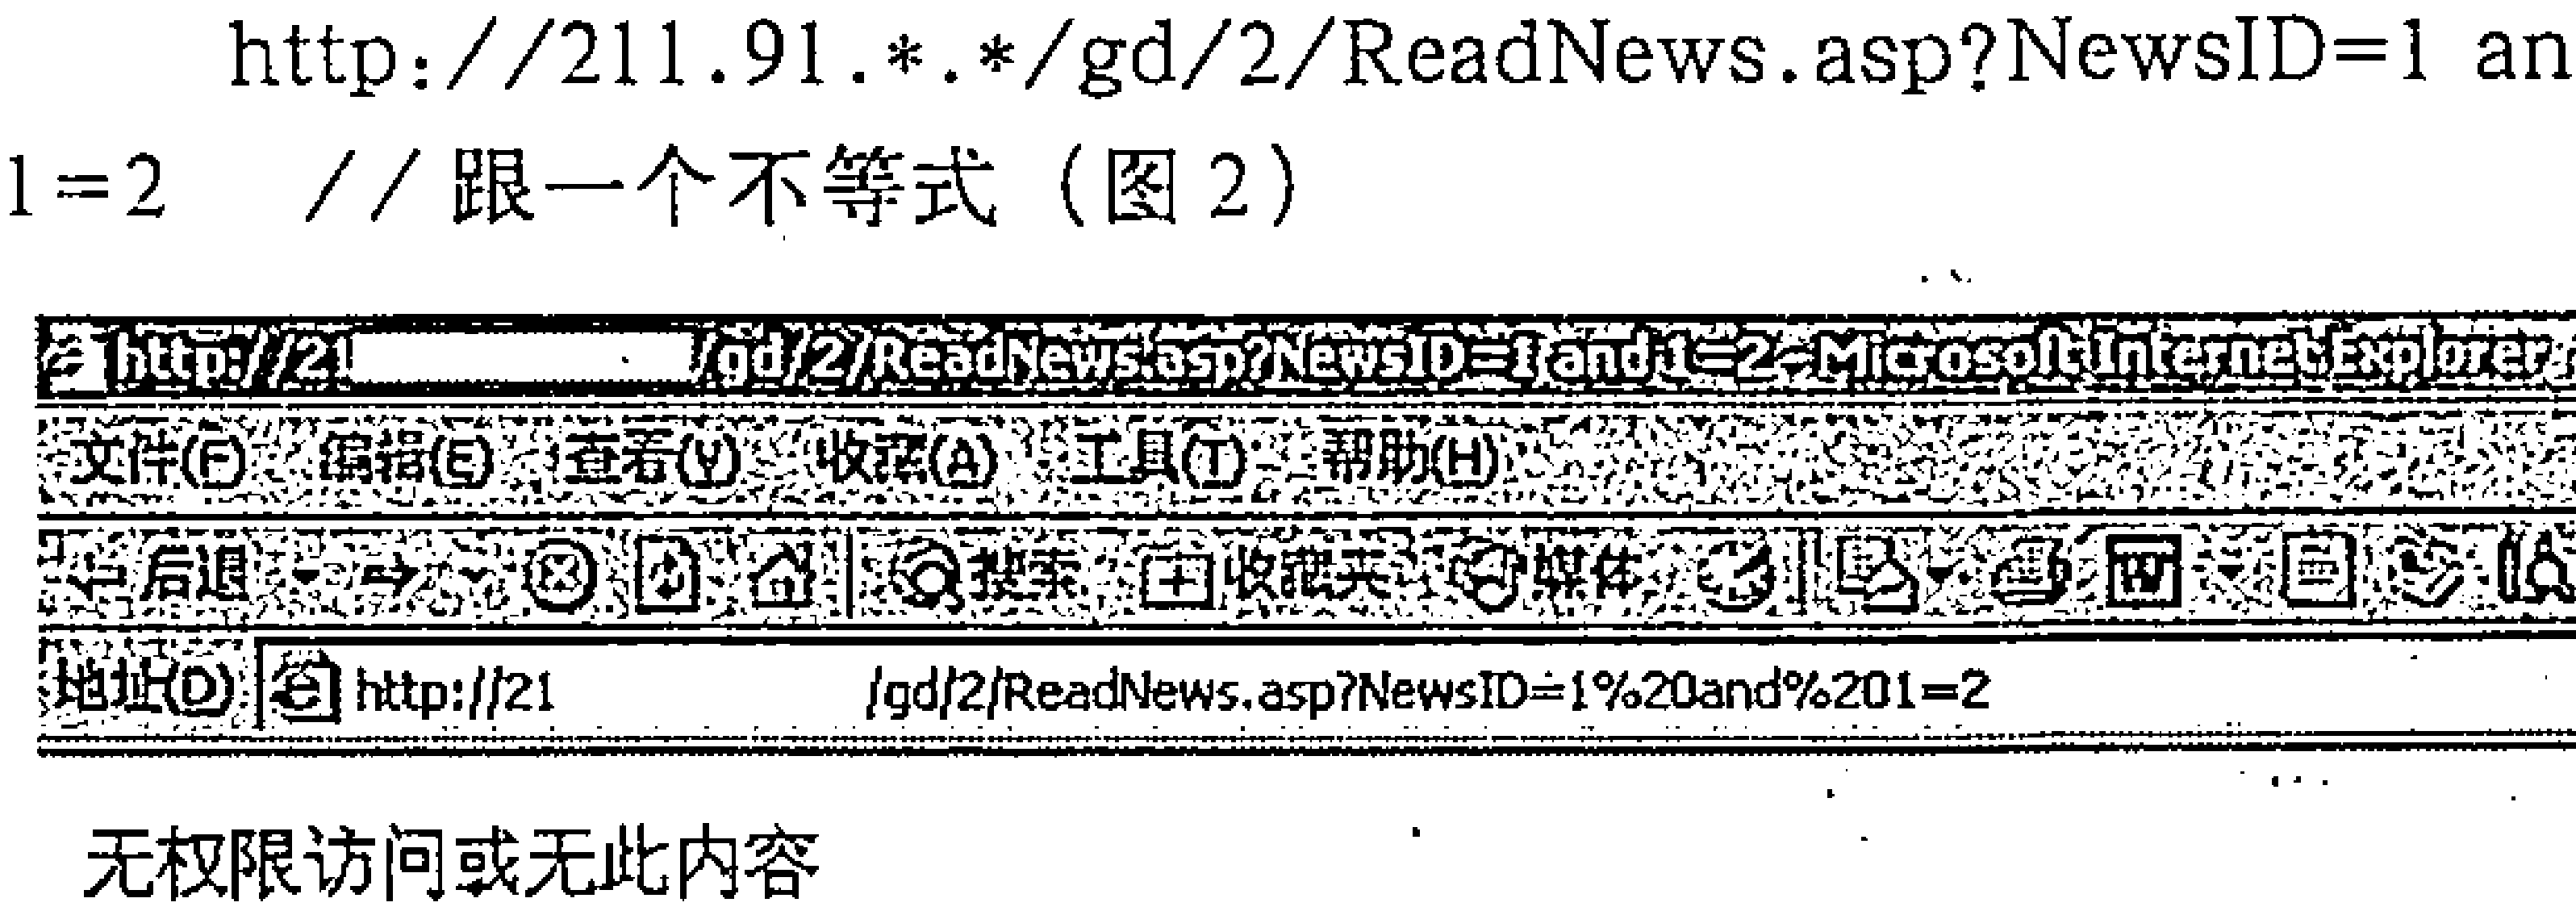 http://211.91.*.*/gd/2/ReadNews.asp?NewsID=1 an
1=2 //跟一个不等式（图2）
http://21 /gd/2/ReadNews.asp?NewsID=1 and 1=2 - Microsoft Internet Explorer
文件(F) 编辑(E) 查看(V) 收藏(A) 工具(T) 帮助(H)
后退 搜索 收藏夹 媒体
地址(D) http://21 /gd/2/ReadNews.asp?NewsID=1%20and%201=2
无权限访问或无此内容